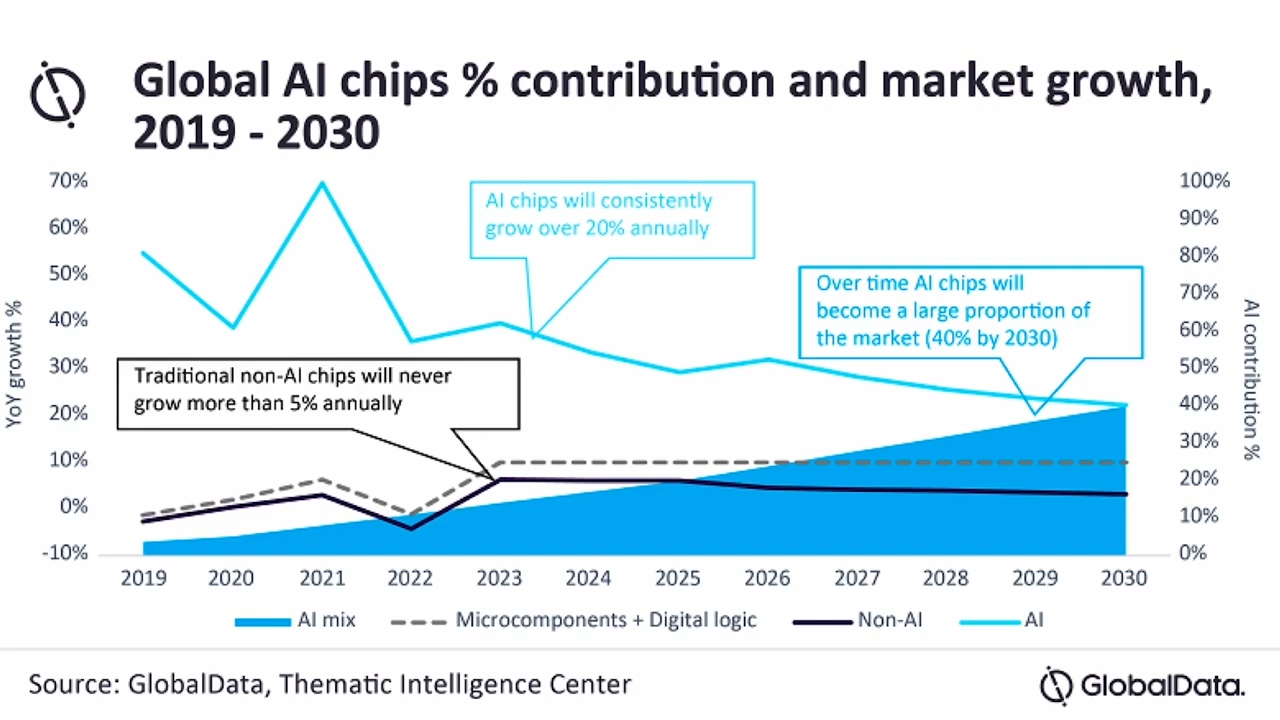 Global AI chips % contribution and market growth,
2019 - 2030
70%
60%
50%
40%
30%
20%
10%
0%
-10%
YoY growth %
100%
90%
80%
70%
60%
50%
40%
30%
20%
10%
0%
AI contribution %
AI chips will consistently
grow over 20% annually
Over time AI chips will
become a large proportion of
the market (40% by 2030)
Traditional non-AI chips will never
grow more than 5% annually
2019 2020 2021 2022 2023 2024 2025 2026 2027 2028 2029 2030
AI mix Microcomponents + Digital logic Non-AI AI
Source: GlobalData, Thematic Intelligence Center
GlobalData.